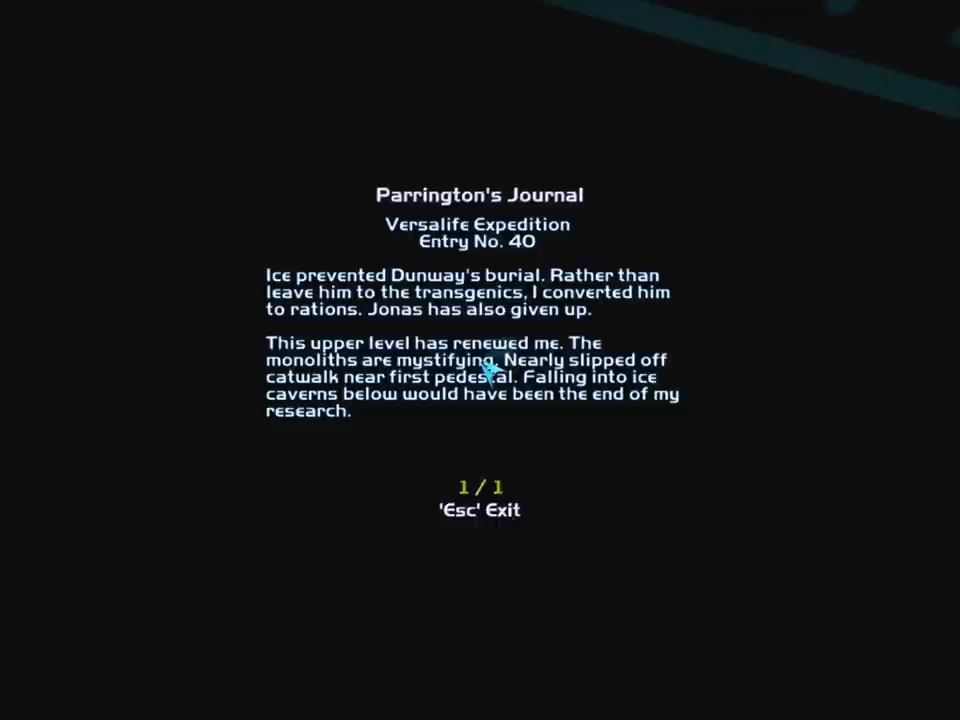 Parrington's Journal
Versalife Expedition
Entry No. 40
Ice prevented Dunway's burial. Rather than
leave him to the transgenics, I converted him
to rations. Jonas has also given up.
This upper level has renewed me. The
monoliths are mystifying. Nearly slipped off
catwalk near first pedestal. Falling into ice
caverns below would have been the end of my
research.
1 / 1
'Esc' Exit